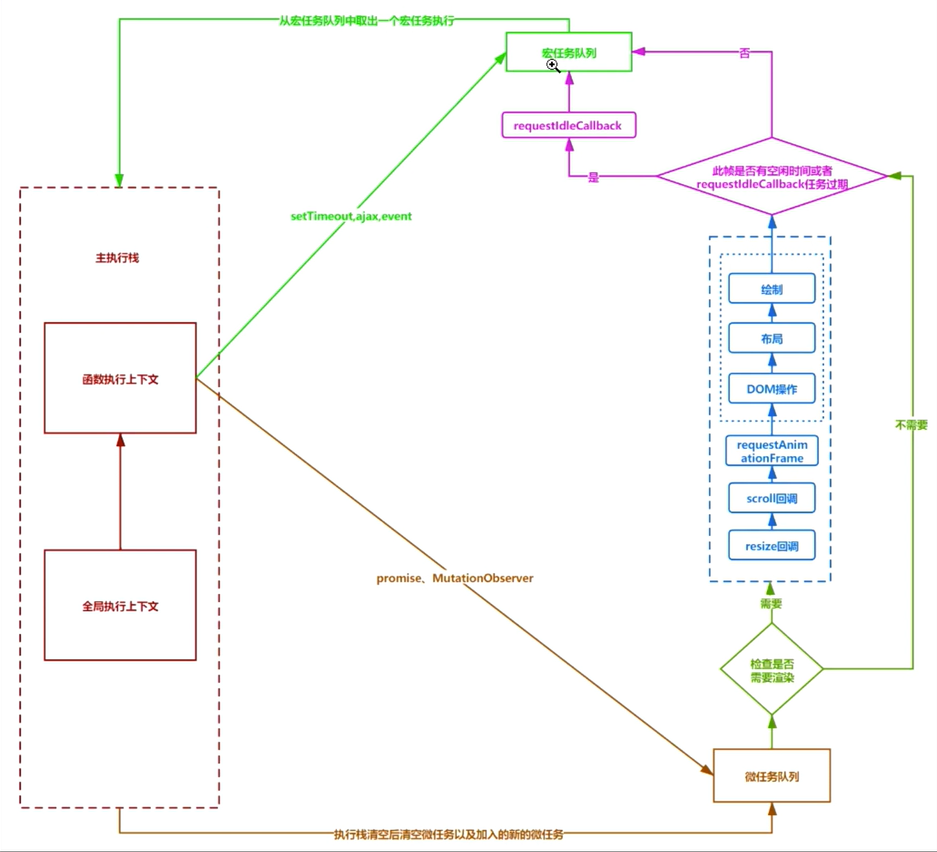 从宏任务队列中取出一个宏任务执行
宏任务队列
否
requestIdleCallback
是
此帧是否有空闲时间或者
requestIdleCallback任务过期
setTimeout,ajax,event
主执行栈
绘制
布局
函数执行上下文
DOM操作
不需要
requestAnim
ationFrame
scroll回调
resize回调
promise、MutationObserver
需要
全局执行上下文
检查是否
需要渲染
微任务队列
执行栈清空后清空微任务以及加入的新的微任务